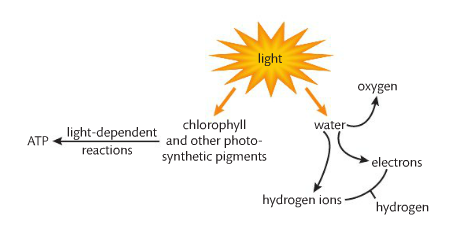 light
oxygen
chlorophyll
and other photo-
synthetic pigments
water
light-dependent
reactions
ATP
electrons
hydrogen ions
hydrogen